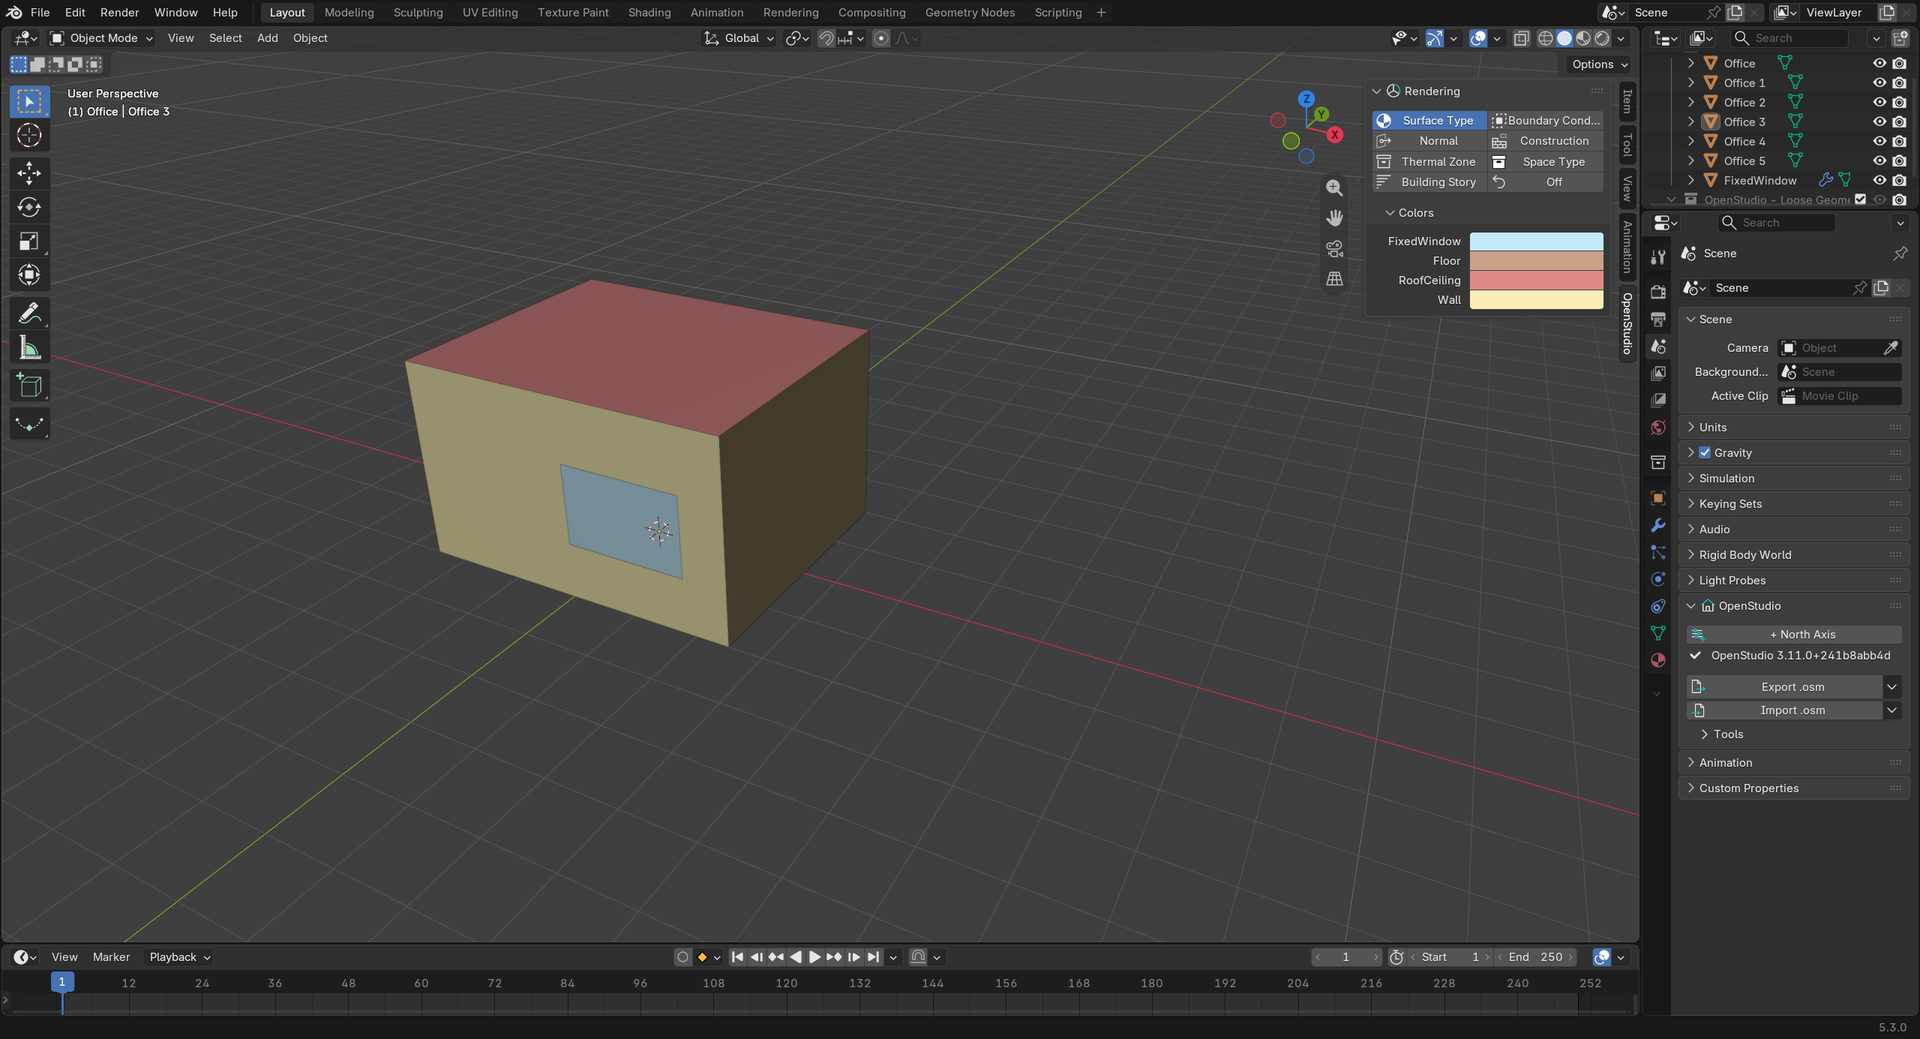 File Edit Render Window Help Layout Modeling Sculpting UV Editing Texture Paint Shading Animation Rendering Compositing Geometry Nodes Scripting + Scene ViewLayer
Object Mode View Select Add Object Global Search
Options
User Perspective
(1) Office | Office 3
Z
Y
X
Rendering
Surface Type Boundary Cond...
Normal Construction
Thermal Zone Space Type
Building Story Off
Colors
FixedWindow
Floor
RoofCeiling
Wall
Item
Tool
View
Animation
OpenStudio
Office
Office 1
Office 2
Office 3
Office 4
Office 5
FixedWindow
OpenStudio - Loose Geome
Search
Scene
Scene
Scene
Camera Object
Background... Scene
Active Clip Movie Clip
Units
Gravity
Simulation
Keying Sets
Audio
Rigid Body World
Light Probes
OpenStudio
+ North Axis
OpenStudio 3.11.0+241b8abb4d
Export .osm
Import .osm
Tools
Animation
Custom Properties
View Marker Playback 1 Start 1 End 250
1 12 24 36 48 60 72 84 96 108 120 132 144 156 168 180 192 204 216 228 240 252
5.3.0